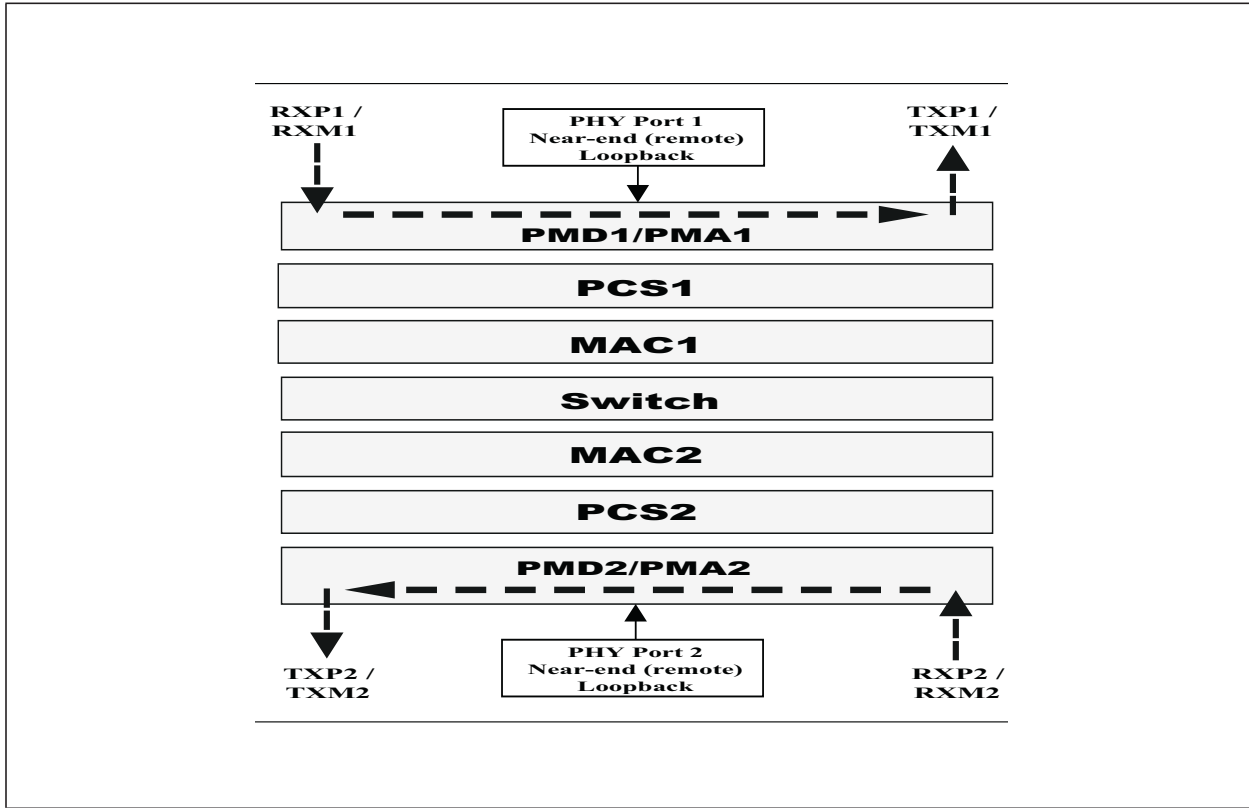 RXP1 /
RXM1
PHY Port 1
Near-end (remote)
Loopback
TXP1 /
TXM1
PMD1/PMA1
PCS1
MAC1
Switch
MAC2
PCS2
PMD2/PMA2
TXP2 /
TXM2
PHY Port 2
Near-end (remote)
Loopback
RXP2 /
RXM2